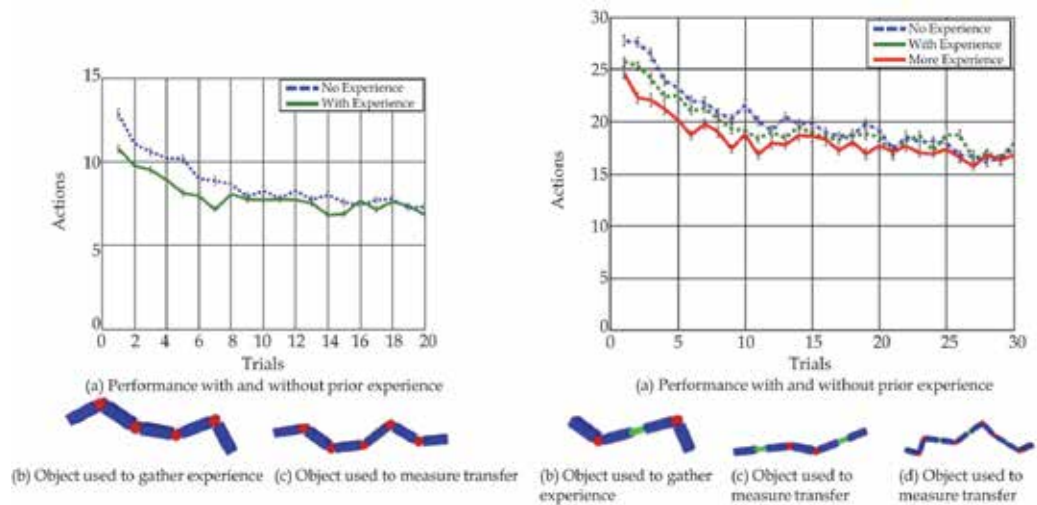 15
10
5
0
Actions
No Experience
With Experience
0 2 4 6 8 10 12 14 16 18 20
Trials
(a) Performance with and without prior experience
(b) Object used to gather experience
(c) Object used to measure transfer
30
25
20
15
10
5
0
Actions
No Experience
With Experience
More Experience
0 5 10 15 20 25 30
Trials
(a) Performance with and without prior experience
(b) Object used to gather
experience
(c) Object used to
measure transfer
(d) Object used to
measure transfer